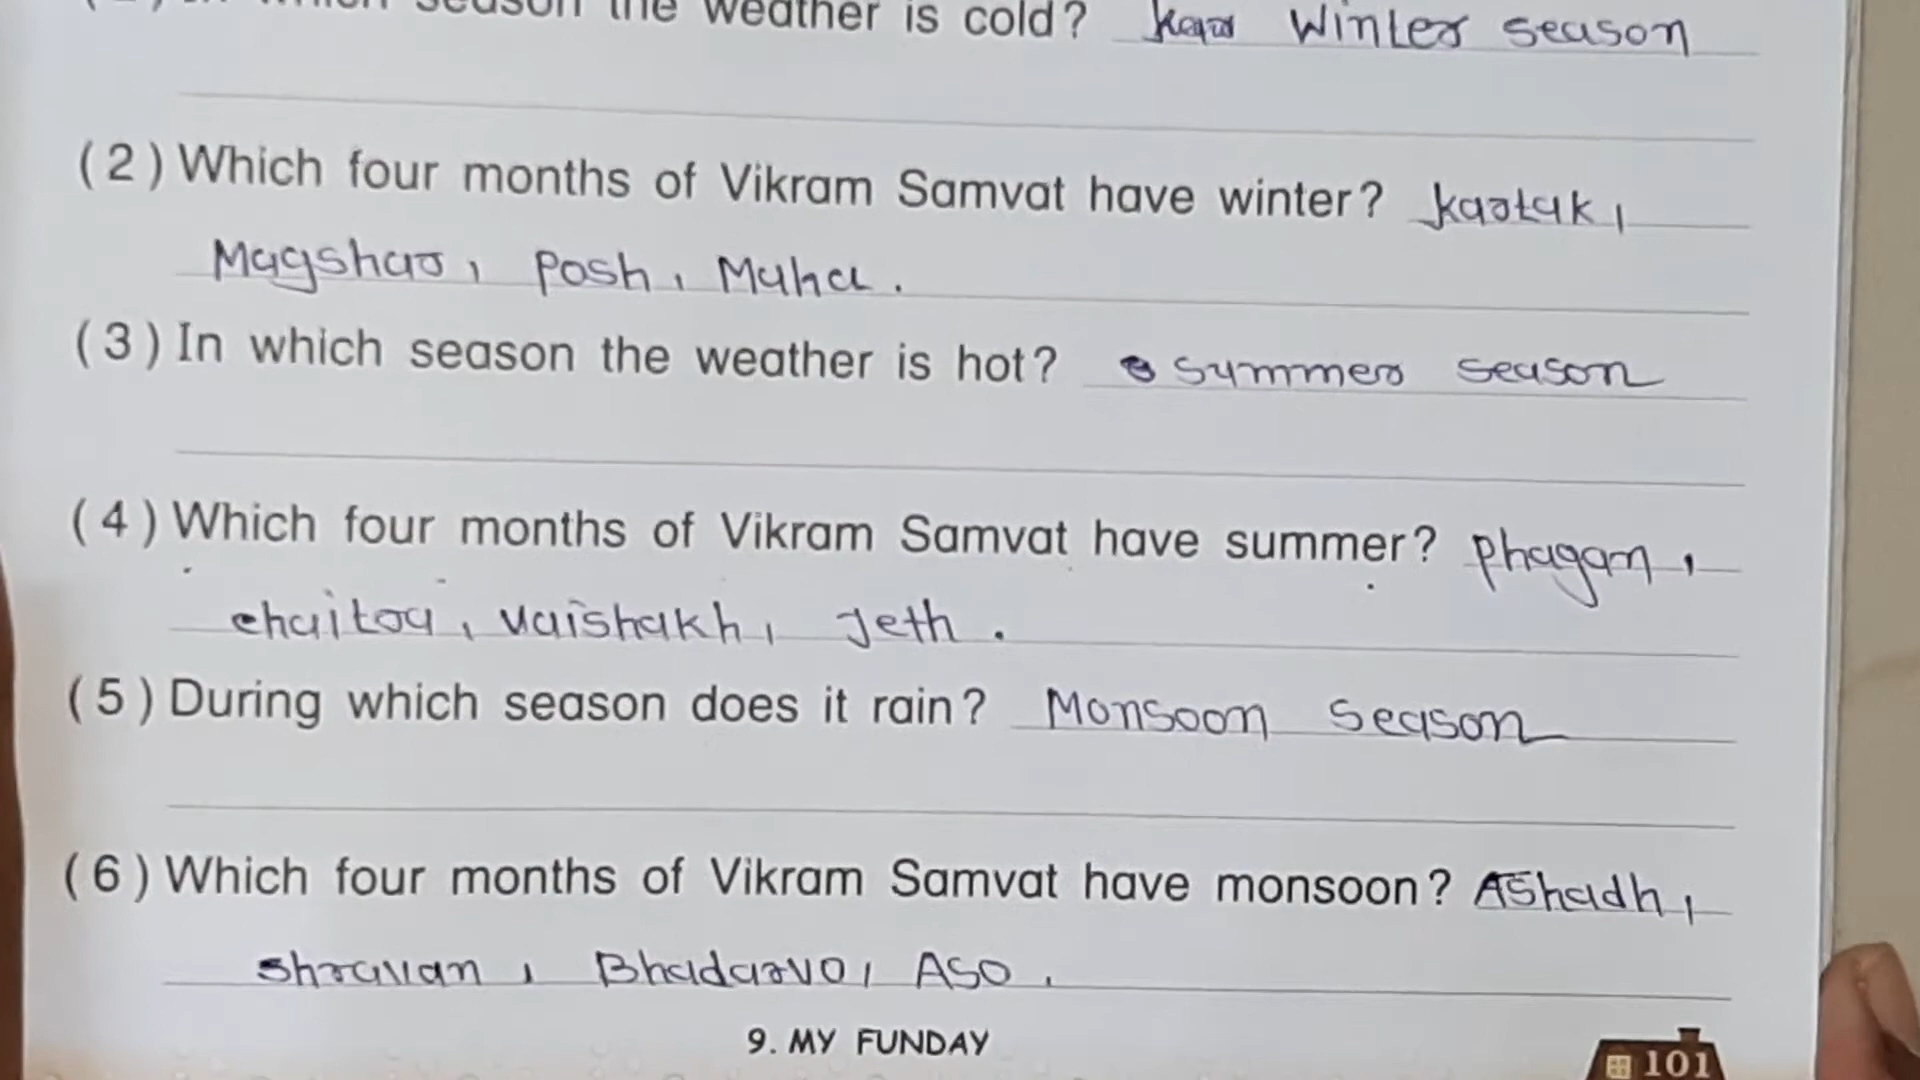 which season the weather is cold? Winter season
(2) Which four months of Vikram Samvat have winter? kartak,
Magshar, Posh, Maha.
(3) In which season the weather is hot? summer season
(4) Which four months of Vikram Samvat have summer? Phagan,
chaitra, vaishakh, Jeth.
(5) During which season does it rain? Monsoon season
(6) Which four months of Vikram Samvat have monsoon? Ashadh,
shravan, Bhadarvo, Aso.
9. MY FUNDAY
101